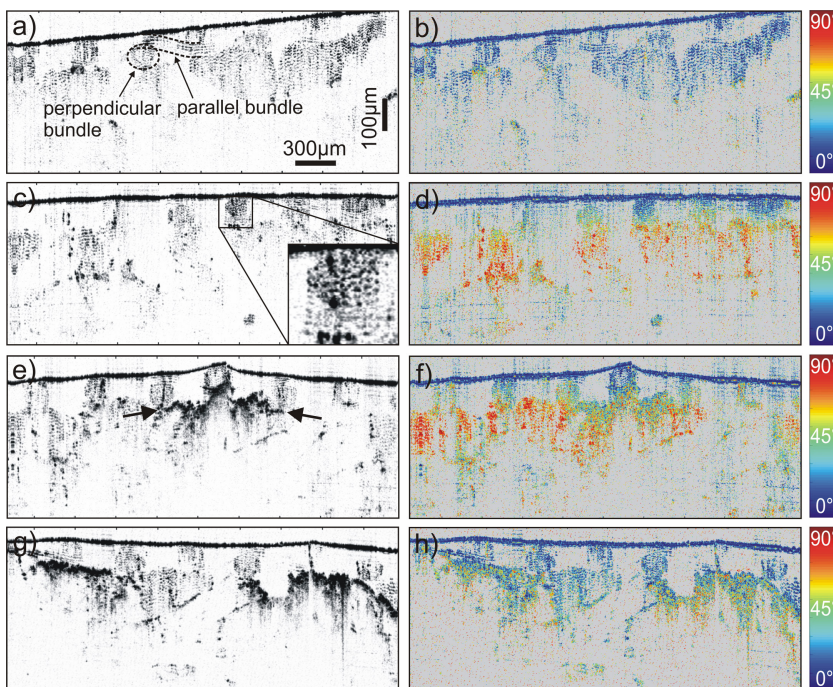 a)
perpendicular
bundle
parallel bundle
300µm
100µm
b)
90°
45°
0°
c)
d)
90°
45°
0°
e)
f)
90°
45°
0°
g)
h)
90°
45°
0°